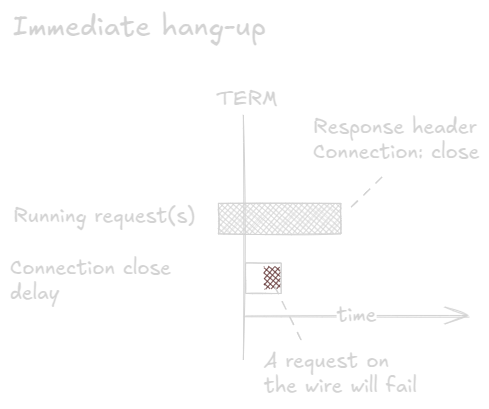 Immediate hang-up
TERM
Response header
Connection: close
Running request(s)
Connection close
delay
time
A request on
the wire will fail